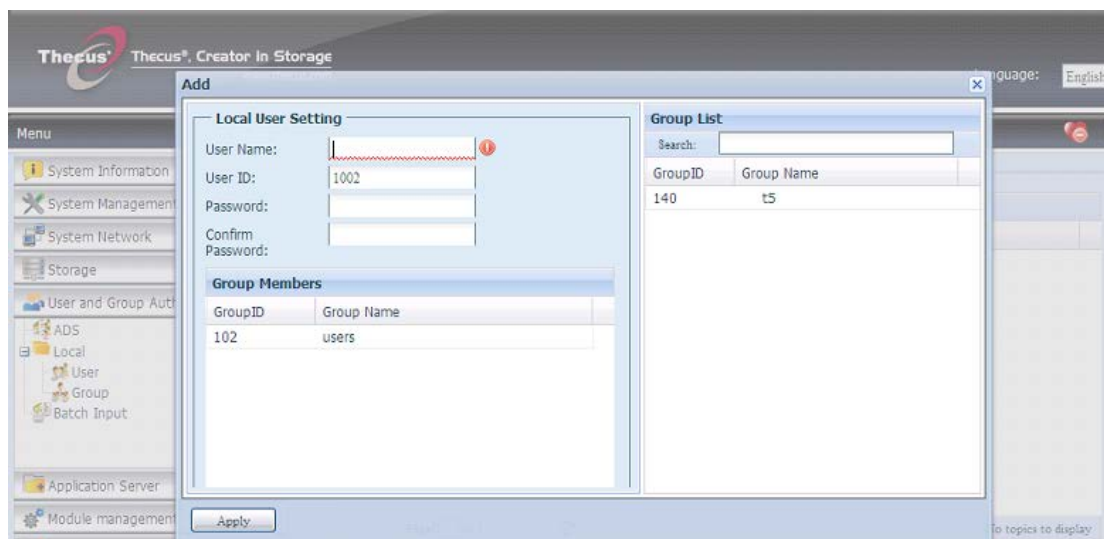 Thecus® Thecus®, Creator in Storage
Language: English
Menu
System Information
System Management
System Network
Storage
User and Group Auth
ADS
Local
User
Group
Batch Input
Application Server
Module management
Add
Local User Setting
User Name:
User ID: 1002
Password:
Confirm
Password:
Group Members
GroupID Group Name
102 users
Group List
Search:
GroupID Group Name
140 t5
Apply
No topics to display